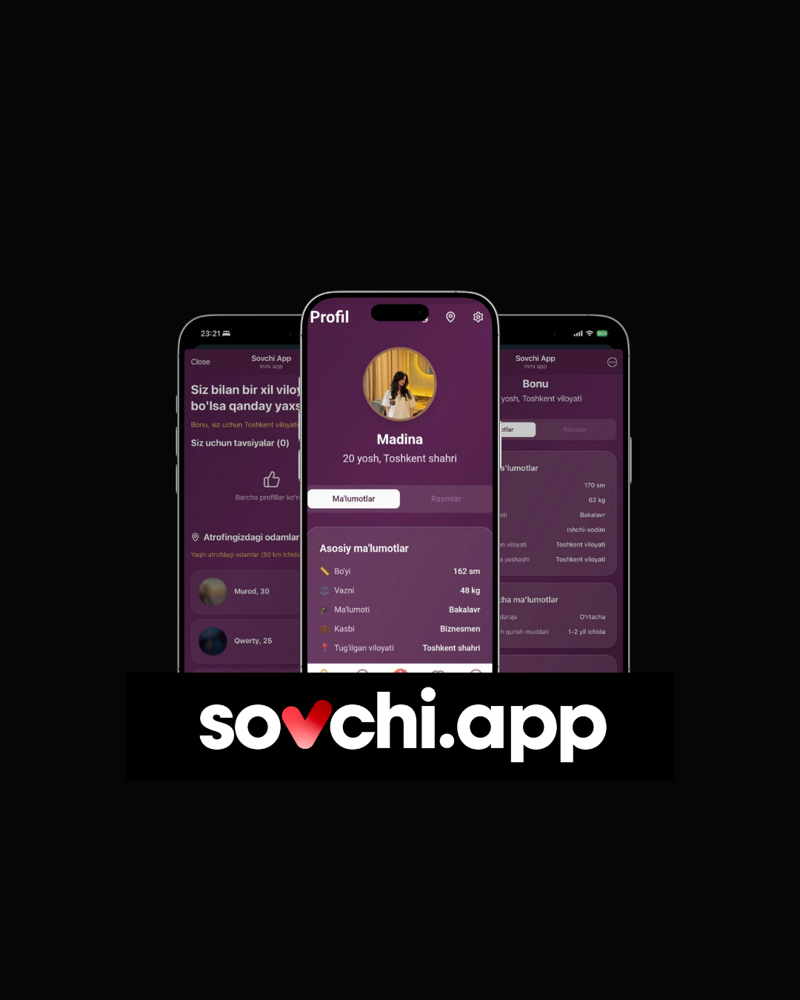 23:21
Close
Sovchi App
mini app
Siz bilan bir xil viloy
bo'lsa qanday yaxs
Bonu, siz uchun Toshkent viloyati
Siz uchun tavsiyalar (0)
Barcha profillar ko'ri
Atrofingizdagi odamlar
Yaqin atrofdagi odamlar (50 km ichida
Murod, 30
Qwerty, 25
Profil
Madina
20 yosh, Toshkent shahri
Ma'lumotlar
Rasmlar
Asosiy ma'lumotlar
Bo'yi 162 sm
Vazni 48 kg
Ma'lumoti Bakalavr
Kasbi Biznesmen
Tug'ilgan viloyati Toshkent shahri
90+
Sovchi App
mini app
Bonu
yosh, Toshkent viloyati
otlar
Rasmlar
a'lumotlar
170 sm
62 kg
oti Bakalavr
Ishchi-xodim
an viloyati Toshkent viloyati
a yashashi Toshkent viloyati
cha ma'lumotlar
daraja O'rtacha
h qurish muddati 1-2 yil ichida
sovchi.app